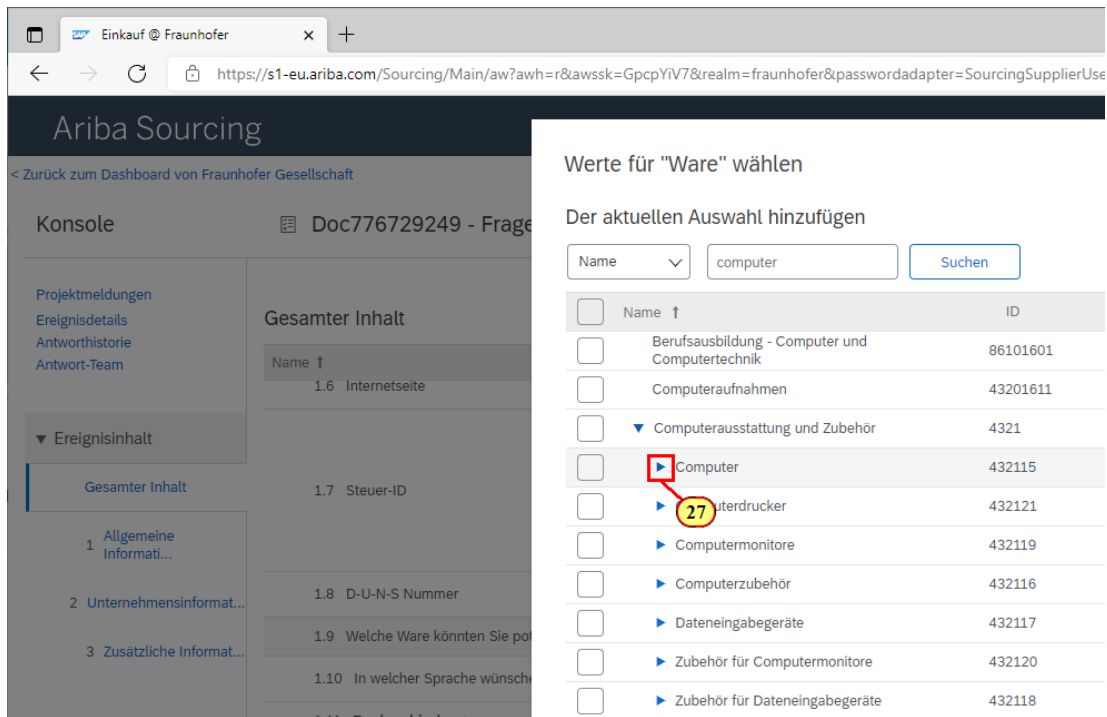 Einkauf @ Fraunhofer
https://s1-eu.ariba.com/Sourcing/Main/aw?awh=r&awssk=GpcpYiV7&realm=fraunhofer&passwordadapter=SourcingSupplierUse
Ariba Sourcing
< Zurück zum Dashboard von Fraunhofer Gesellschaft
Konsole
Doc776729249 - Frage
Projektmeldungen
Ereignisdetails
Antworthistorie
Antwort-Team
Ereignisinhalt
Gesamter Inhalt
1 Allgemeine
Informati...
2 Unternehmensinformat...
3 Zusätzliche Informat...
Gesamter Inhalt
Name ↑
1.6 Internetseite
1.7 Steuer-ID
1.8 D-U-N-S Nummer
1.9 Welche Ware könnten Sie pot
1.10 In welcher Sprache wünsche
Werte für "Ware" wählen
Der aktuellen Auswahl hinzufügen
Name computer Suchen
Name ↑ ID
Berufsausbildung - Computer und
Computertechnik 86101601
Computeraufnahmen 43201611
Computerausstattung und Zubehör 4321
Computer 432115
27 uterdrucker 432121
Computermonitore 432119
Computerzubehör 432116
Dateneingabegeräte 432117
Zubehör für Computermonitore 432120
Zubehör für Dateneingabegeräte 432118